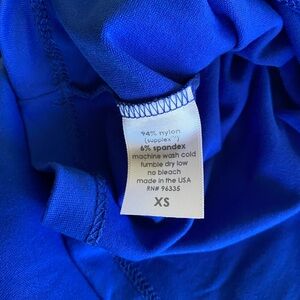 94% nylon
(supplex™)
6% spandex
machine wash cold
tumble dry low
no bleach
made in the USA
RN# 96335
XS